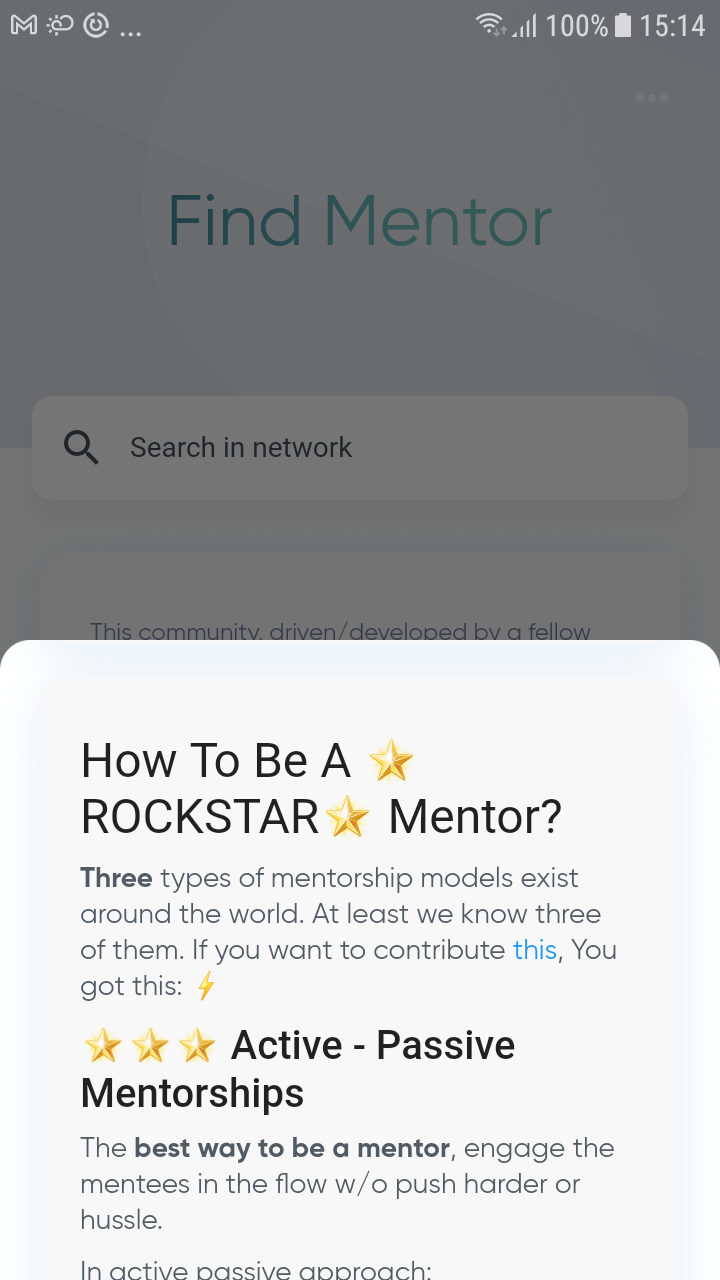 ... 100% 15:14
Find Mentor
Search in network
This community, driven/developed by a fellow
How To Be A ⭐
ROCKSTAR⭐ Mentor?
Three types of mentorship models exist
around the world. At least we know three
of them. If you want to contribute this, You
got this: ⚡
⭐⭐⭐ Active - Passive
Mentorships
The best way to be a mentor, engage the
mentees in the flow w/o push harder or
hussle.
In active passive approach: